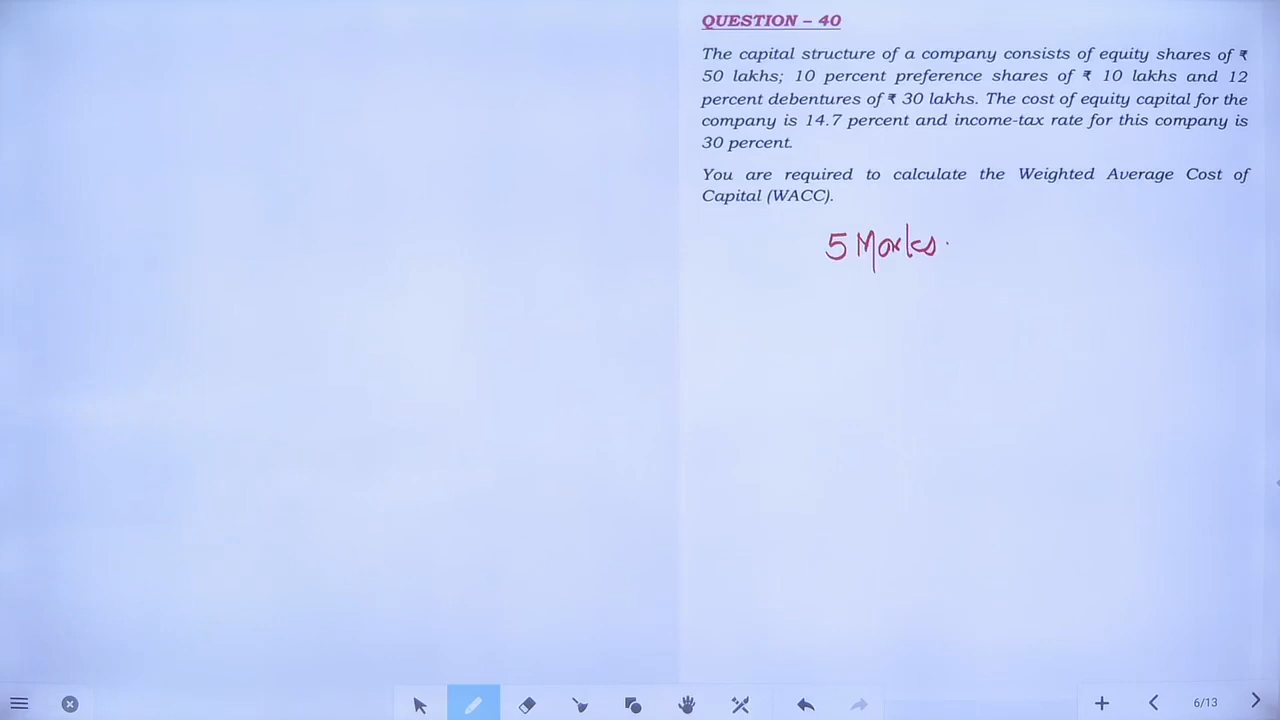 QUESTION – 40
The capital structure of a company consists of equity shares of ₹
50 lakhs; 10 percent preference shares of ₹ 10 lakhs and 12
percent debentures of ₹ 30 lakhs. The cost of equity capital for the
company is 14.7 percent and income-tax rate for this company is
30 percent.
You are required to calculate the Weighted Average Cost of
Capital (WACC).
5 Marks.
6/13